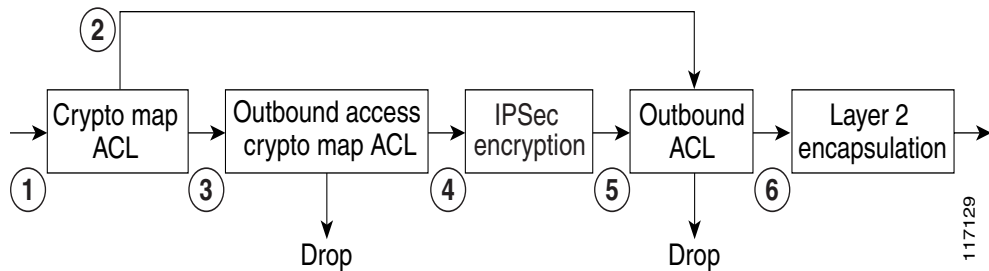 2
Crypto map
ACL
Outbound access
crypto map ACL
IPSec
encryption
Outbound
ACL
Layer 2
encapsulation
1
3
4
5
6
Drop
Drop
117129